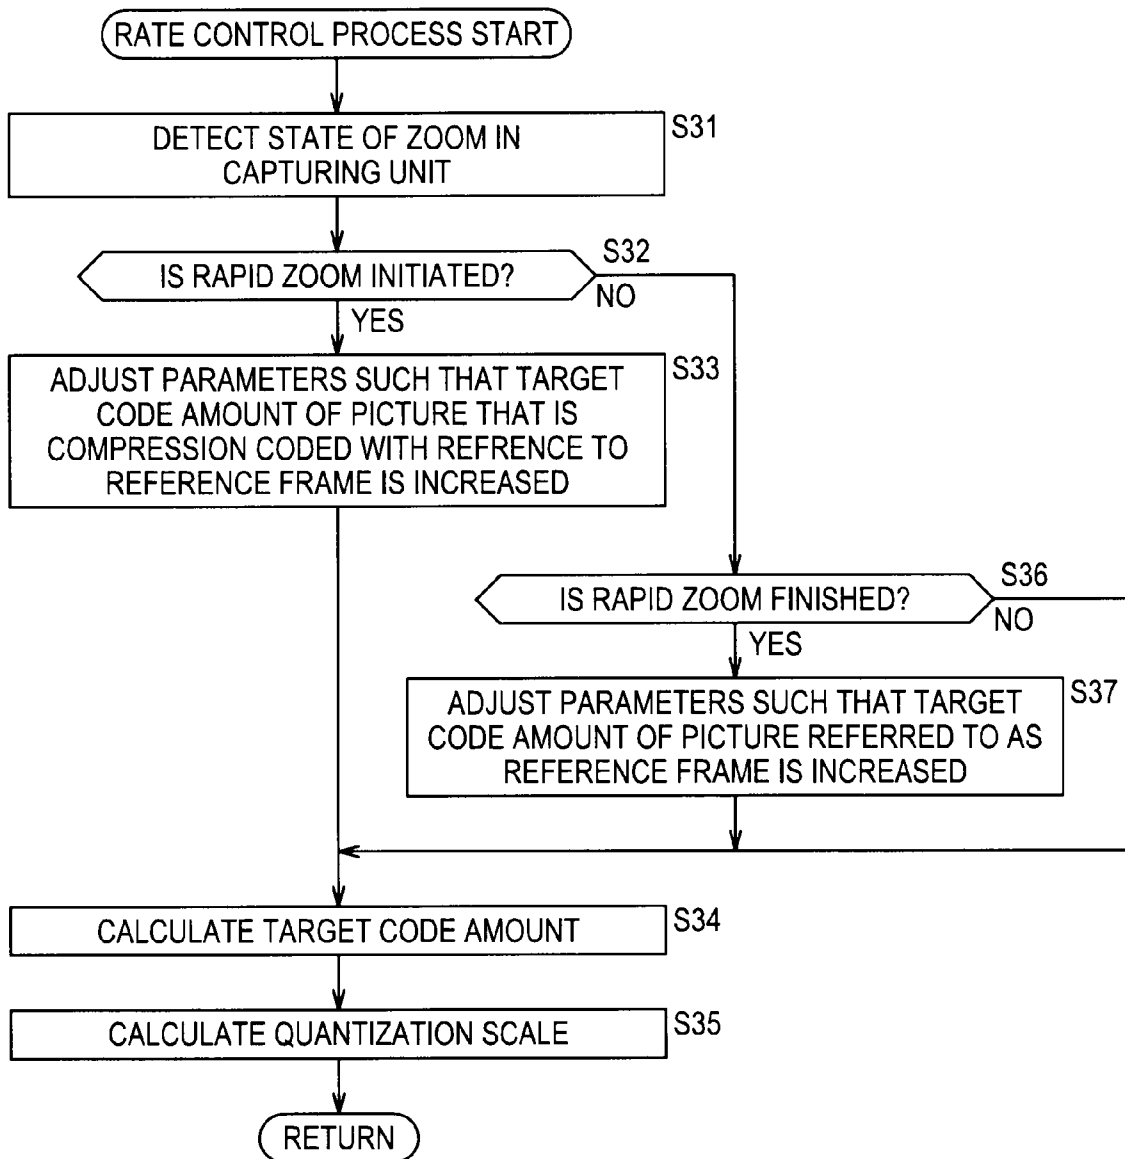 RATE CONTROL PROCESS START
S31
DETECT STATE OF ZOOM IN
CAPTURING UNIT
S32
IS RAPID ZOOM INITIATED?
NO
YES
S33
ADJUST PARAMETERS SUCH THAT TARGET
CODE AMOUNT OF PICTURE THAT IS
COMPRESSION CODED WITH REFRENCE TO
REFERENCE FRAME IS INCREASED
S36
IS RAPID ZOOM FINISHED?
NO
YES
S37
ADJUST PARAMETERS SUCH THAT TARGET
CODE AMOUNT OF PICTURE REFERRED TO AS
REFERENCE FRAME IS INCREASED
S34
CALCULATE TARGET CODE AMOUNT
S35
CALCULATE QUANTIZATION SCALE
RETURN